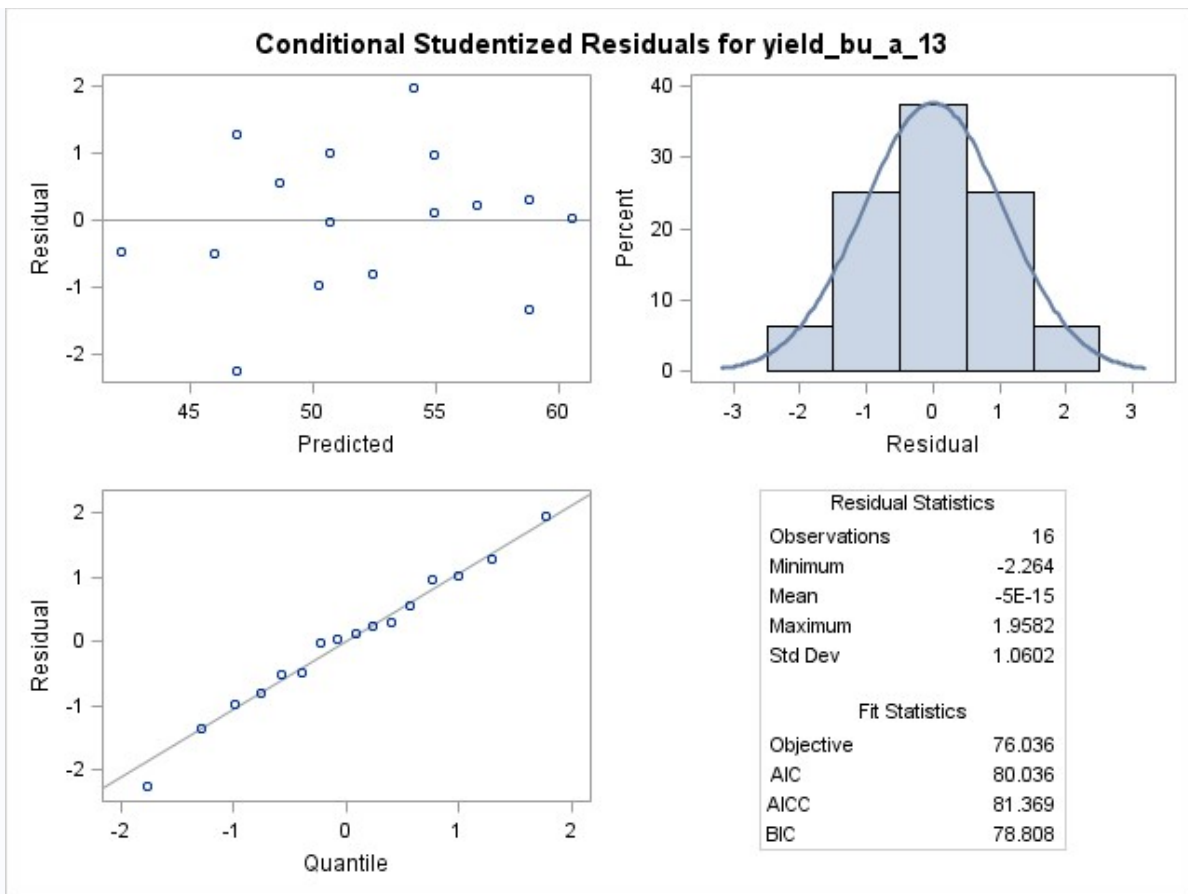 Conditional Studentized Residuals for yield_bu_a_13
2
1
0
-1
-2
Residual
45 50 55 60
Predicted
40
30
20
10
0
Percent
-3 -2 -1 0 1 2 3
Residual
2
1
0
-1
-2
Residual
-2 -1 0 1 2
Quantile
Residual Statistics
Observations 16
Minimum -2.264
Mean -5E-15
Maximum 1.9582
Std Dev 1.0602
Fit Statistics
Objective 76.036
AIC 80.036
AICC 81.369
BIC 78.808